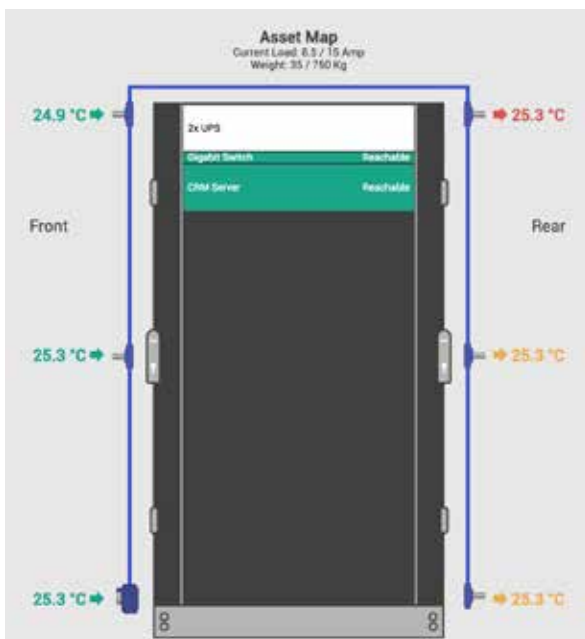 Asset Map
Current Load: 8.5 / 15 Amp
Weight: 35 / 750 Kg
24.9 °C
25.3 °C
2x UPS
Gigabit Switch Reachable
CRM Server Reachable
Front
Rear
25.3 °C
25.3 °C
25.3 °C
25.3 °C